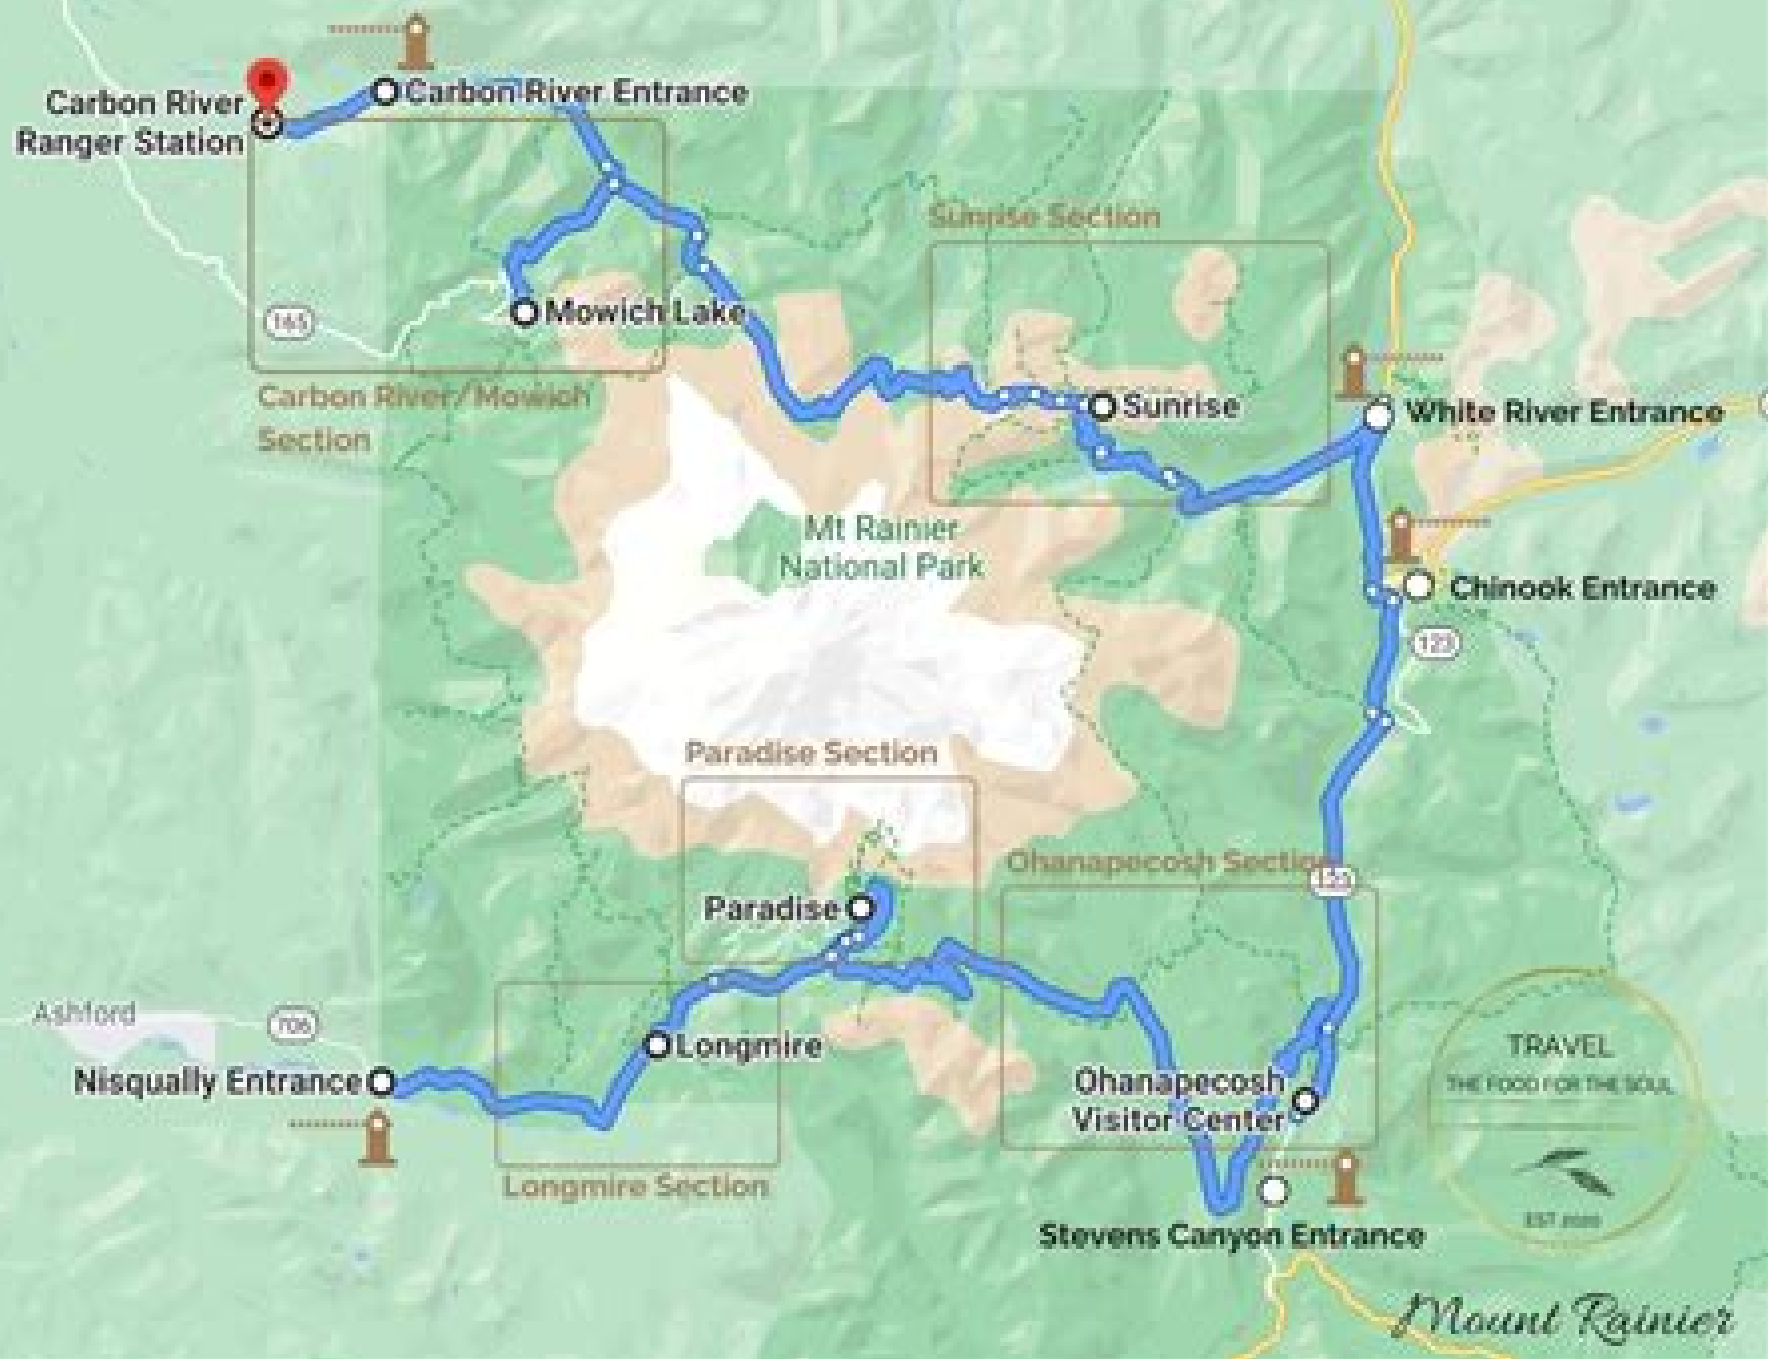 Carbon River Entrance
Carbon River
Ranger Station
Sunrise Section
Mowich Lake
165
Carbon River/Mowich
Section
Sunrise
White River Entrance
Mt Rainier
National Park
Chinook Entrance
123
Paradise Section
Ohanapecosh Section
123
Paradise
Ashford
706
Longmire
Nisqually Entrance
Ohanapecosh
Visitor Center
Longmire Section
Stevens Canyon Entrance
TRAVEL
THE FOOD FOR THE SOUL
EST 2020
Mount Rainier